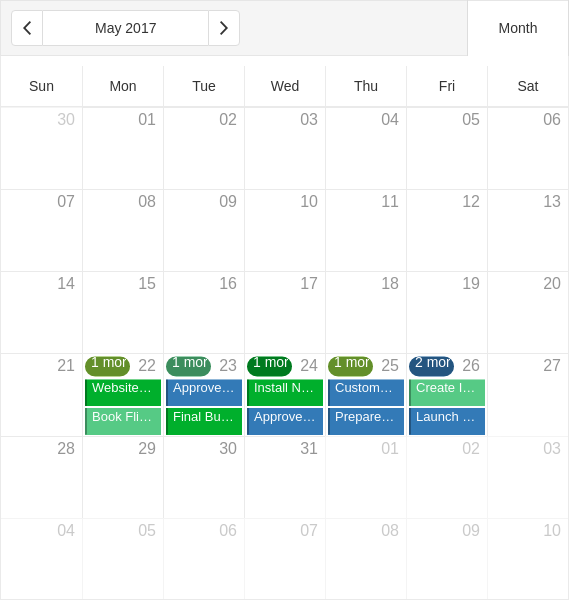 May 2017
Month
Sun Mon Tue Wed Thu Fri Sat
30 01 02 03 04 05 06
07 08 09 10 11 12 13
14 15 16 17 18 19 20
21 1 mor 22 1 mor 23 1 mor 24 1 mor 25 2 mor 26 27
Website... Approve... Install N... Custom... Create I...
Book Fli... Final Bu... Approve... Prepare... Launch ...
28 29 30 31 01 02 03
04 05 06 07 08 09 10